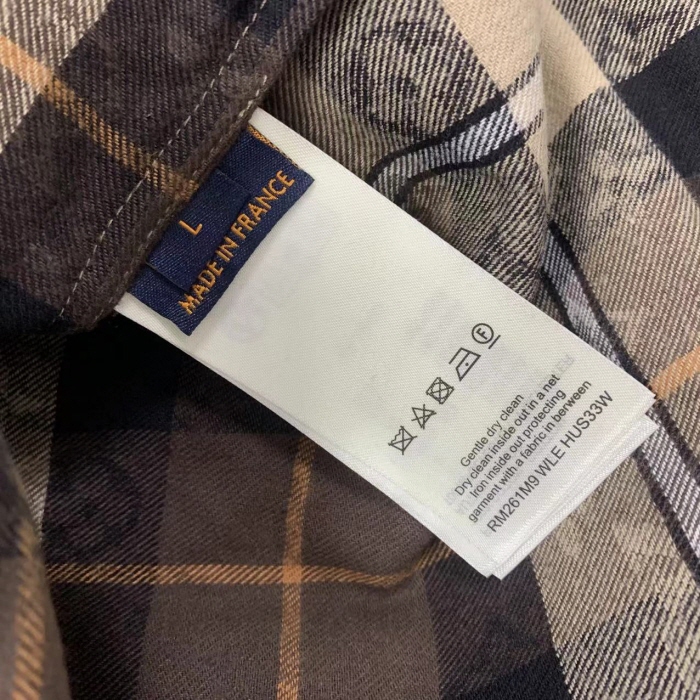 L
MADE IN FRANCE
F
Gentle dry clean
Dry clean inside out in a net
Iron inside out protecting
garment with a fabric in berween
RM261M9 WLE HUS33W